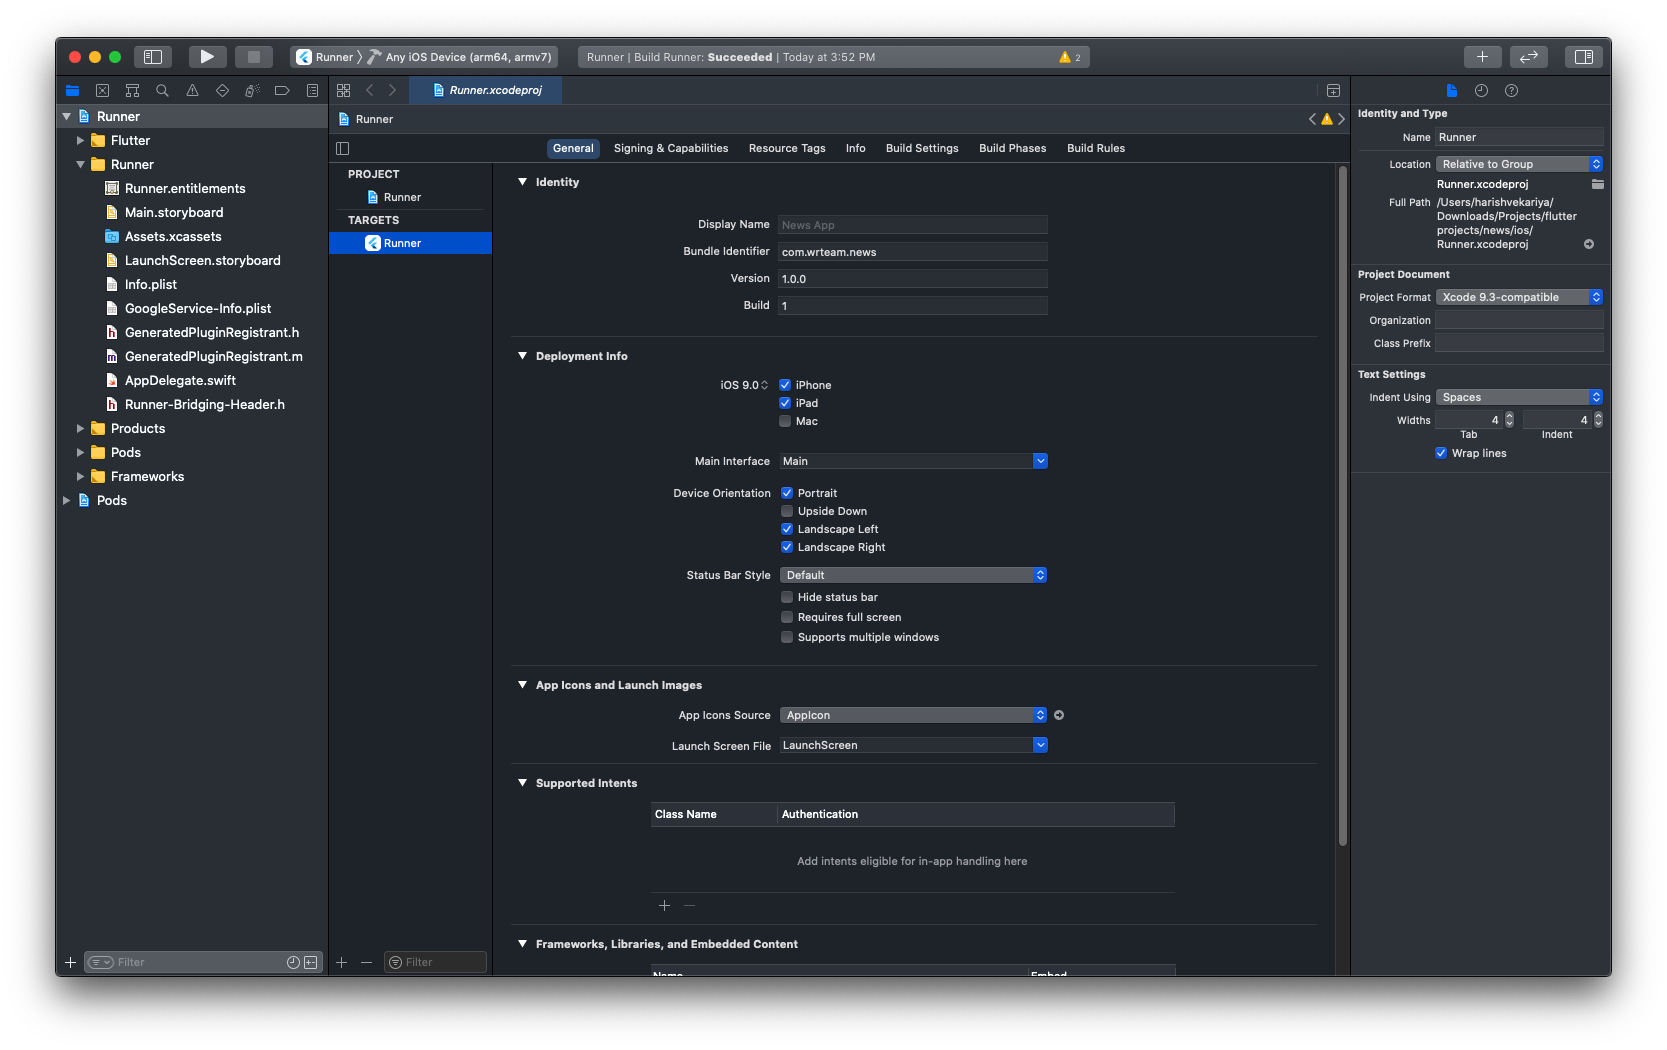 Runner 〉 Any iOS Device (arm64, armv7)
Runner | Build Runner: Succeeded | Today at 3:52 PM
2
Runner.xcodeproj
Runner
Flutter
Runner
Runner.entitlements
Main.storyboard
Assets.xcassets
LaunchScreen.storyboard
Info.plist
GoogleService-Info.plist
GeneratedPluginRegistrant.h
GeneratedPluginRegistrant.m
AppDelegate.swift
Runner-Bridging-Header.h
Products
Pods
Frameworks
Pods
Filter
Runner
General Signing & Capabilities Resource Tags Info Build Settings Build Phases Build Rules
PROJECT
Runner
TARGETS
Runner
Filter
Identity
Display Name News App
Bundle Identifier com.wrteam.news
Version 1.0.0
Build 1
Deployment Info
iOS 9.0 iPhone
iPad
Mac
Main Interface Main
Device Orientation Portrait
Upside Down
Landscape Left
Landscape Right
Status Bar Style Default
Hide status bar
Requires full screen
Supports multiple windows
App Icons and Launch Images
App Icons Source AppIcon
Launch Screen File LaunchScreen
Supported Intents
Class Name Authentication
Add intents eligible for in-app handling here
Frameworks, Libraries, and Embedded Content
Name Embed
Identity and Type
Name Runner
Location Relative to Group
Runner.xcodeproj
Full Path /Users/harishvekariya/
Downloads/Projects/flutter
projects/news/ios/
Runner.xcodeproj
Project Document
Project Format Xcode 9.3-compatible
Organization
Class Prefix
Text Settings
Indent Using Spaces
Widths 4 4
Tab Indent
Wrap lines